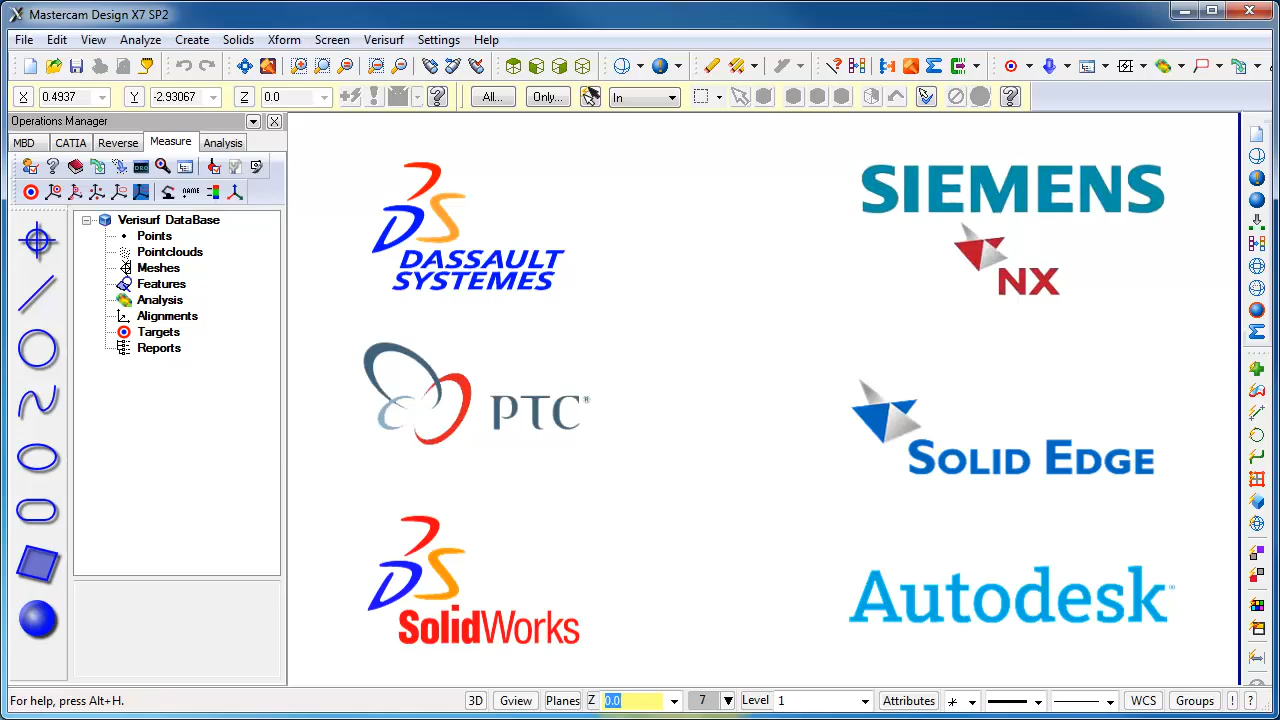 Mastercam Design X7 SP2
File Edit View Analyze Create Solids Xform Screen Verisurf Settings Help
X 0.4937 Y -2.93067 Z 0.0 All... Only... In
Operations Manager
MBD CATIA Reverse Measure Analysis
NAME
Verisurf DataBase
Points
Pointclouds
Meshes
Features
Analysis
Alignments
Targets
Reports
DS
DASSAULT
SYSTEMES
SIEMENS
NX
PTC®
SOLID EDGE
DS
SolidWorks
Autodesk
For help, press Alt+H.
3D Gview Planes Z 0.0 7 Level 1 Attributes WCS Groups ! ?